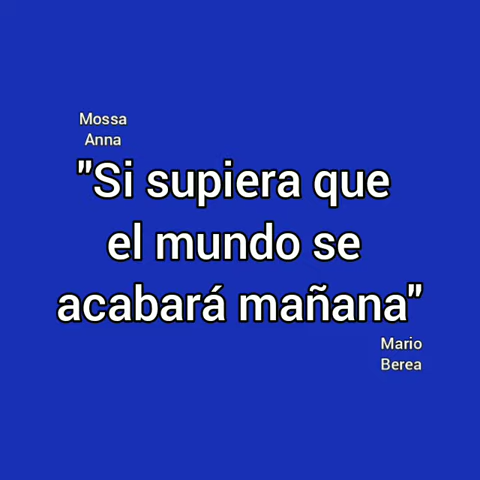 Mossa
Anna
"Si supiera que
el mundo se
acabará mañana"
Mario
Berea